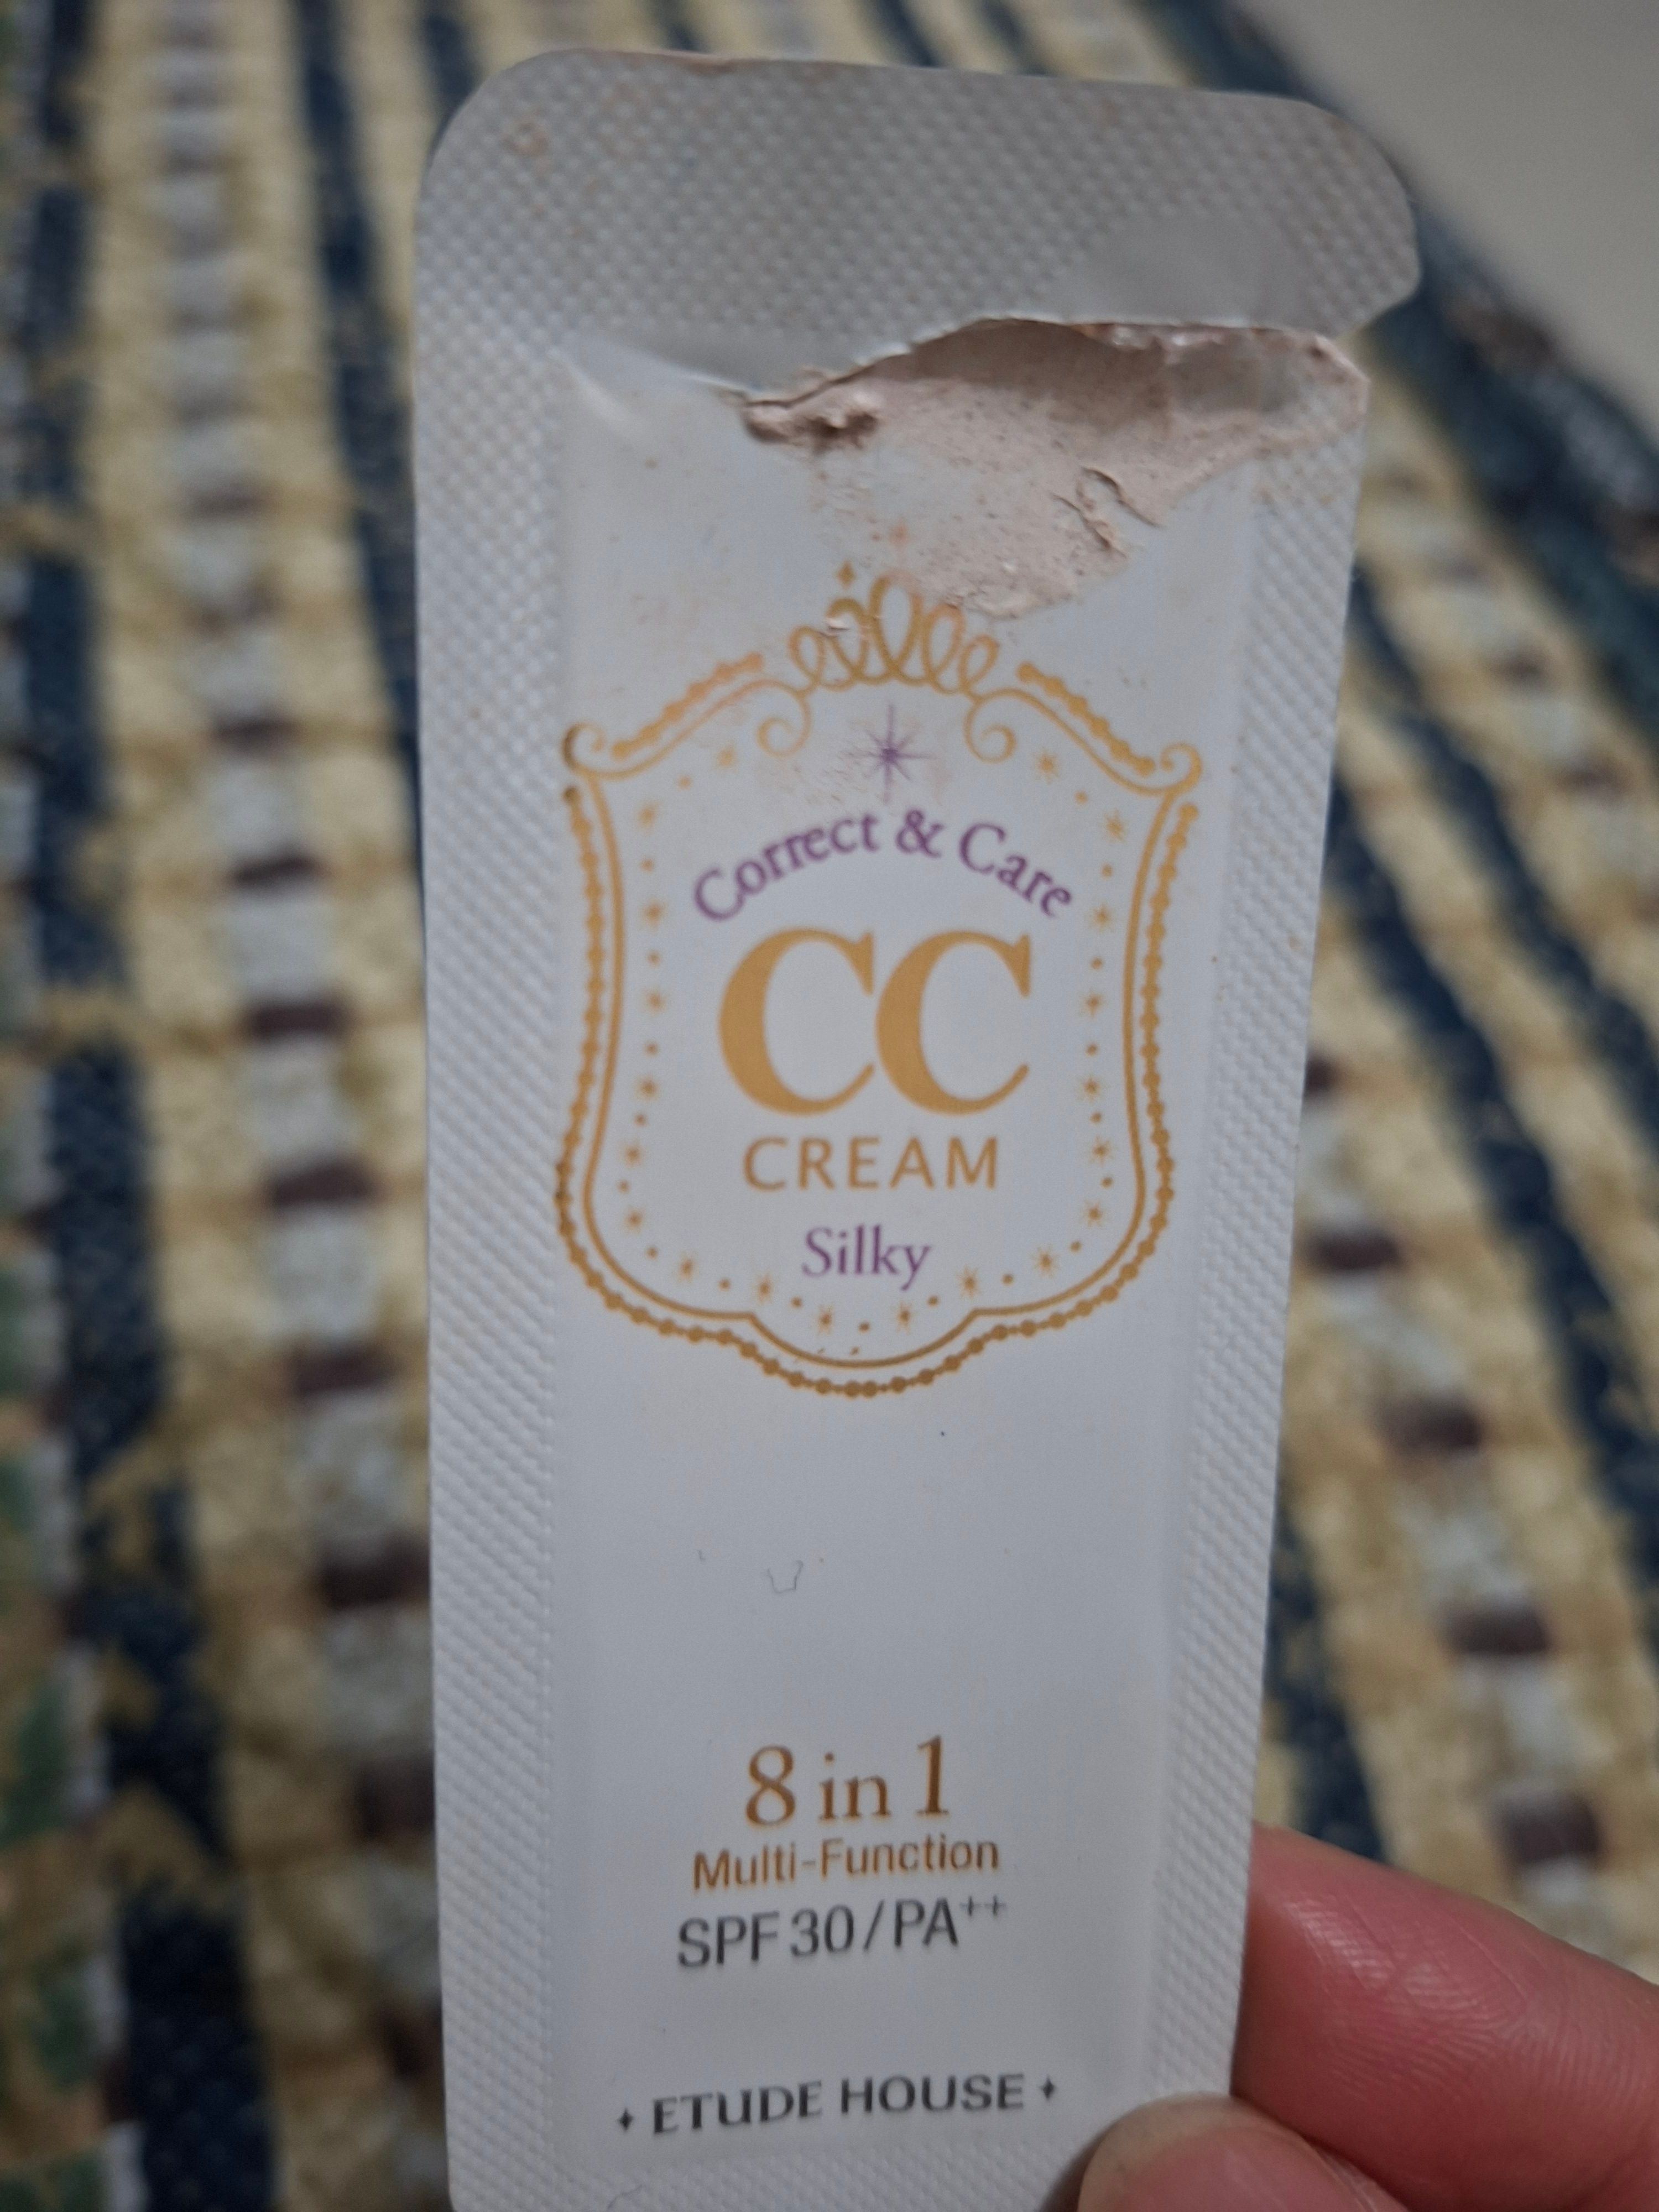 Correct & Care
CC
CREAM
Silky
8 in 1
Multi-Function
SPF 30/PA++
ETUDE HOUSE